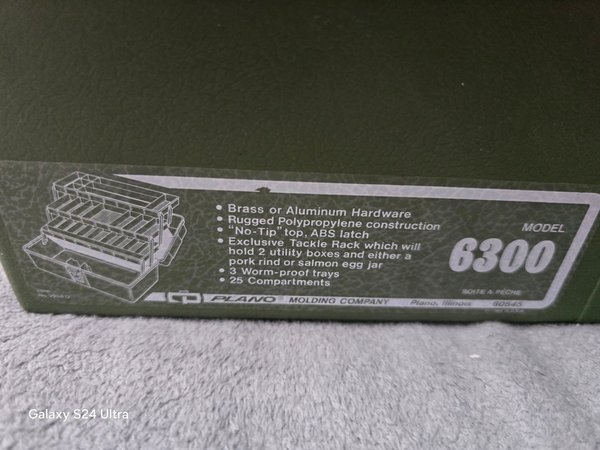 • Brass or Aluminum Hardware
• Rugged Polypropylene construction
• "No-Tip" top, ABS latch
• Exclusive Tackle Rack which will
hold 2 utility boxes and either a
pork rind or salmon egg jar
• 3 Worm-proof trays
• 25 Compartments
MODEL
6300
BOITE A PÊCHE
PLANO MOLDING COMPANY Plano, Illinois 60545
Galaxy S24 Ultra